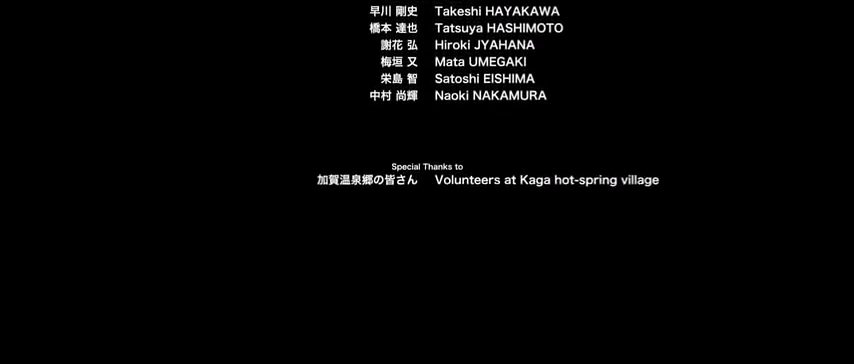 早川 剛史 Takeshi HAYAKAWA
橋本 達也 Tatsuya HASHIMOTO
謝花 弘 Hiroki JYAHANA
梅垣 又 Mata UMEGAKI
栄島 智 Satoshi EISHIMA
中村 尚輝 Naoki NAKAMURA
Special Thanks to
加賀温泉郷の皆さん Volunteers at Kaga hot-spring village